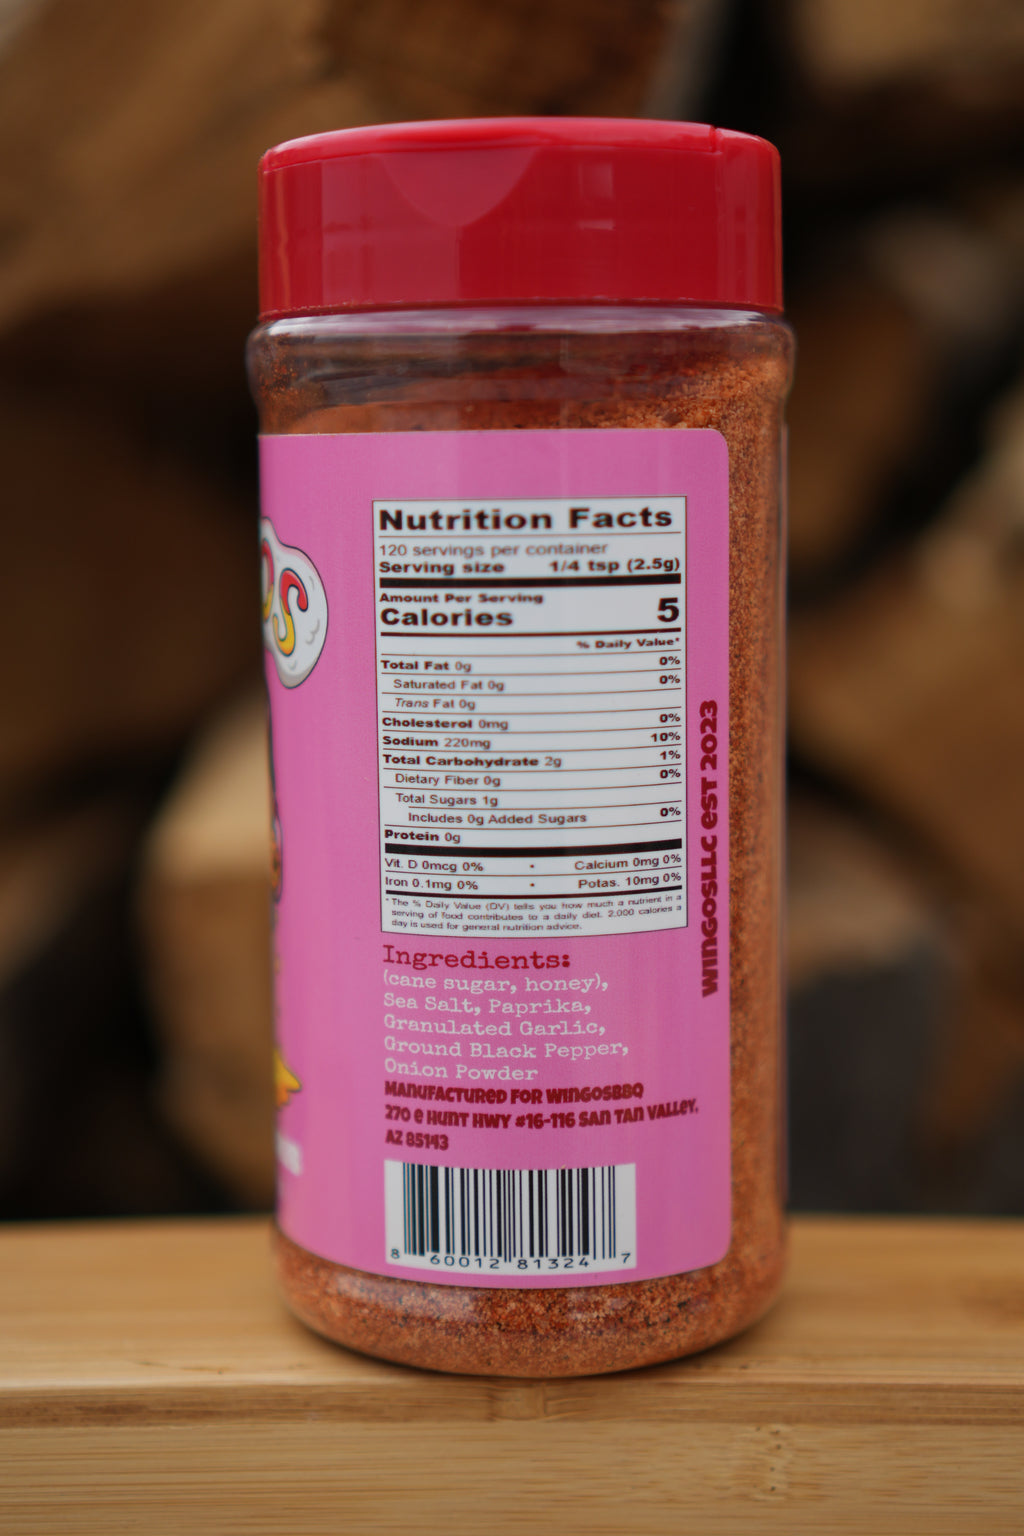 Nutrition Facts
120 servings per container
Serving size 1/4 tsp (2.5g)
Amount Per Serving
Calories 5
% Daily Value*
Total Fat 0g 0%
Saturated Fat 0g 0%
Trans Fat 0g
Cholesterol 0mg 0%
Sodium 220mg 10%
Total Carbohydrate 2g 1%
Dietary Fiber 0g 0%
Total Sugars 1g
Includes 0g Added Sugars 0%
Protein 0g
Vit. D 0mcg 0% • Calcium 0mg 0%
Iron 0.1mg 0% • Potas. 10mg 0%
* The % Daily Value (DV) tells you how much a nutrient in a
serving of food contributes to a daily diet. 2,000 calories a
day is used for general nutrition advice.
Ingredients:
(cane sugar, honey),
Sea Salt, Paprika,
Granulated Garlic,
Ground Black Pepper,
Onion Powder
MANUFACTURED FOR WINGOSBBQ
270 E HUNT HWY #16-116 SAN TAN VALLEY,
AZ 85143
8 60012 81324 7
WINGOSLLC EST 2023